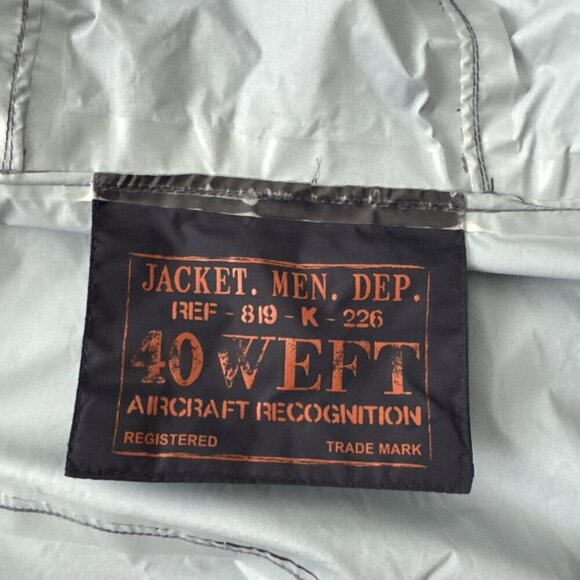 JACKET. MEN. DEP.
REF - 819 - K - 226
40 WEFT
AIRCRAFT RECOGNITION
REGISTERED TRADE MARK